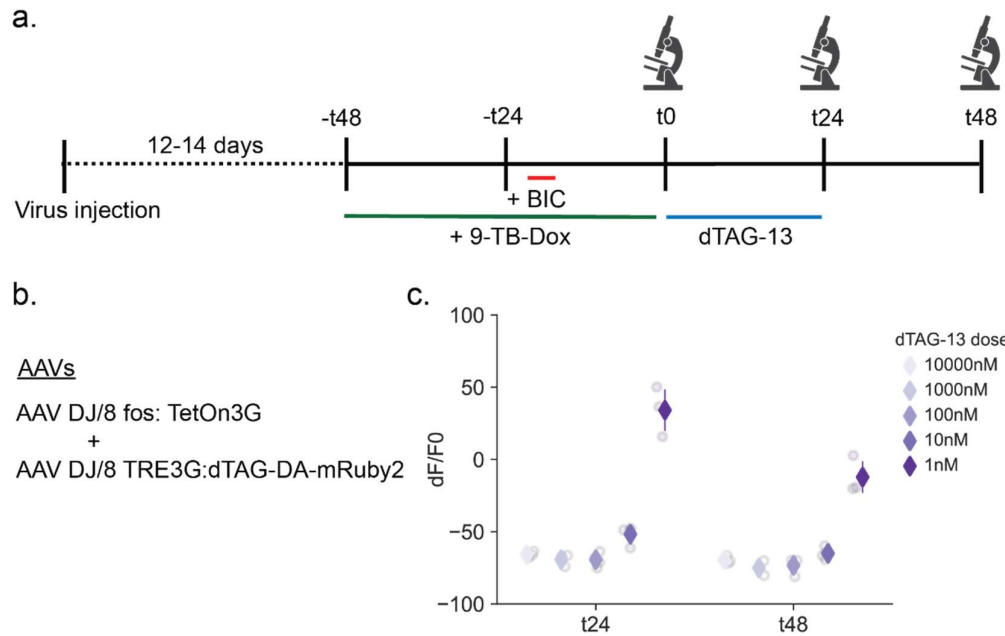 a.
-t48
-t24
t0
t24
t48
12-14 days
Virus injection
+ BIC
+ 9-TB-Dox
dTAG-13
b.
AAVs
AAV DJ/8 fos: TetOn3G
+
AAV DJ/8 TRE3G:dTAG-DA-mRuby2
c.
100
50
0
−50
−100
dF/F0
t24
t48
dTAG-13 dose
10000nM
1000nM
100nM
10nM
1nM